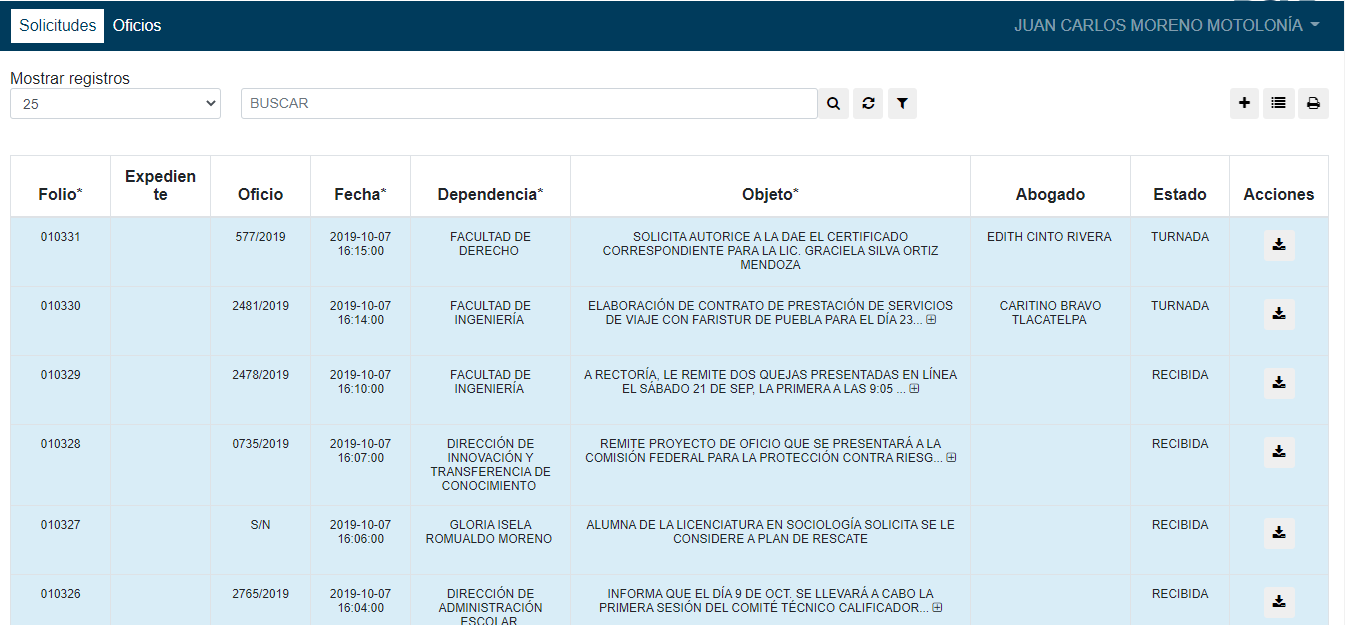 Solicitudes Oficios JUAN CARLOS MORENO MOTOLONÍA
Mostrar registros
25 BUSCAR
Folio* Expedien
te Oficio Fecha* Dependencia* Objeto* Abogado Estado Acciones
010331 577/2019 2019-10-07
16:15:00 FACULTAD DE
DERECHO SOLICITA AUTORICE A LA DAE EL CERTIFICADO
CORRESPONDIENTE PARA LA LIC. GRACIELA SILVA ORTIZ
MENDOZA EDITH CINTO RIVERA TURNADA
010330 2481/2019 2019-10-07
16:14:00 FACULTAD DE
INGENIERÍA ELABORACIÓN DE CONTRATO DE PRESTACIÓN DE SERVICIOS
DE VIAJE CON FARISTUR DE PUEBLA PARA EL DÍA 23... CARITINO BRAVO
TLACATELPA TURNADA
010329 2478/2019 2019-10-07
16:10:00 FACULTAD DE
INGENIERÍA A RECTORÍA, LE REMITE DOS QUEJAS PRESENTADAS EN LÍNEA
EL SÁBADO 21 DE SEP, LA PRIMERA A LAS 9:05 ... RECIBIDA
010328 0735/2019 2019-10-07
16:07:00 DIRECCIÓN DE
INNOVACIÓN Y
TRANSFERENCIA DE
CONOCIMIENTO REMITE PROYECTO DE OFICIO QUE SE PRESENTARÁ A LA
COMISIÓN FEDERAL PARA LA PROTECCIÓN CONTRA RIESG... RECIBIDA
010327 S/N 2019-10-07
16:06:00 GLORIA ISELA
ROMUALDO MORENO ALUMNA DE LA LICENCIATURA EN SOCIOLOGÍA SOLICITA SE LE
CONSIDERE A PLAN DE RESCATE RECIBIDA
010326 2765/2019 2019-10-07
16:04:00 DIRECCIÓN DE
ADMINISTRACIÓN
ESCOLAR INFORMA QUE EL DÍA 9 DE OCT. SE LLEVARÁ A CABO LA
PRIMERA SESIÓN DEL COMITÉ TÉCNICO CALIFICADOR... RECIBIDA